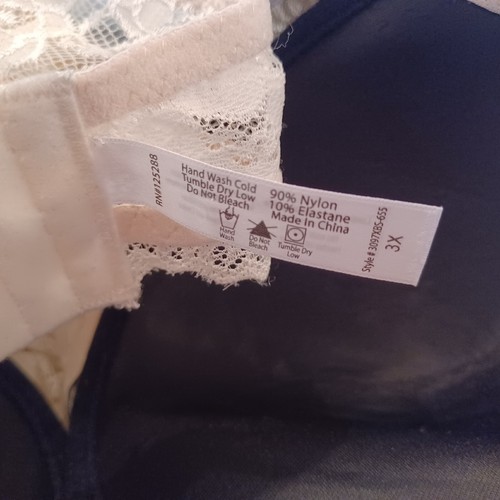 RN#125288
Hand Wash Cold
Tumble Dry Low
Do Not Bleach
Hand
Wash
Do Not
Bleach
Tumble Dry
Low
90% Nylon
10% Elastane
Made in China
Style # 3097XBS-655
3X